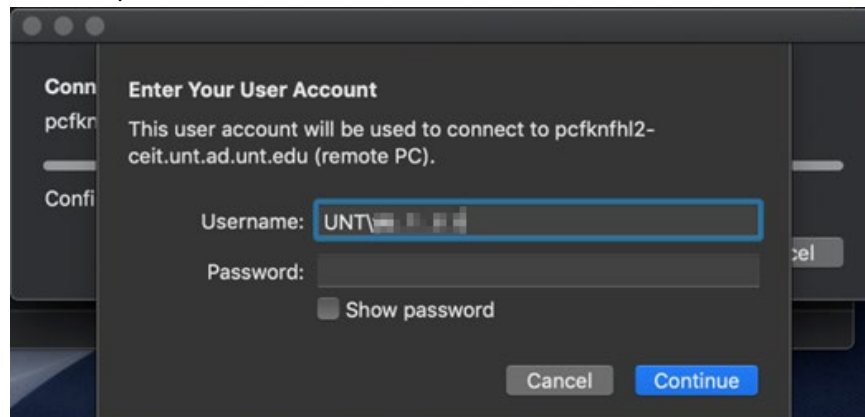 Conn
pcfkn
Confi
cel
Enter Your User Account
This user account will be used to connect to pcfknfhl2-
ceit.unt.ad.unt.edu (remote PC).
Username: UNT\
Password:
Show password
Cancel Continue